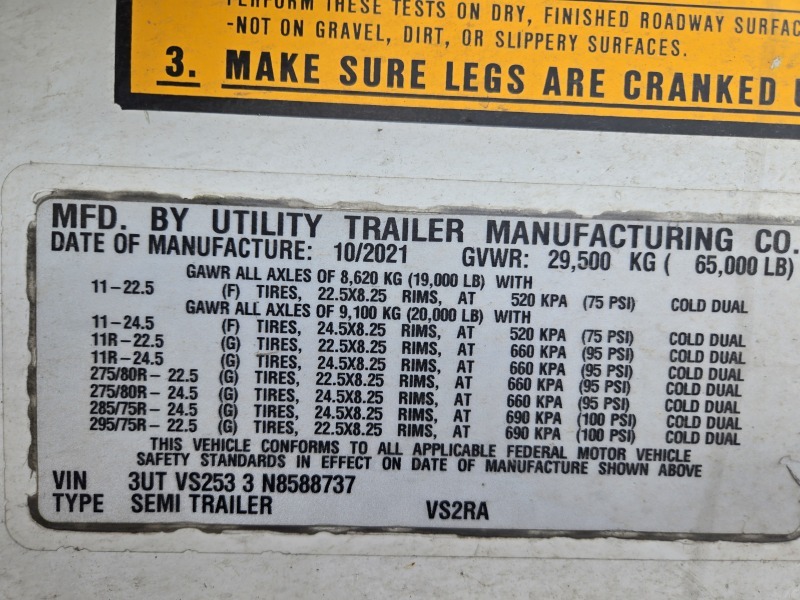 PERFORM THESE TESTS ON DRY, FINISHED ROADWAY
-NOT ON GRAVEL, DIRT, OR SLIPPERY SURFACES.
3. MAKE SURE LEGS ARE CRANKED
MFD. BY UTILITY TRAILER MANUFACTURING CO.
DATE OF MANUFACTURE: 10/2021 GVWR: 29,500 KG ( 65,000 LB)
GAWR ALL AXLES OF 8,620 KG (19,000 LB) WITH
11-22.5 (F) TIRES, 22.5X8.25 RIMS, AT 520 KPA (75 PSI) COLD DUAL
GAWR ALL AXLES OF 9,100 KG (20,000 LB) WITH
11-24.5 (F) TIRES, 24.5X8.25 RIMS, AT 520 KPA (75 PSI) COLD DUAL
11R-22.5 (G) TIRES, 22.5X8.25 RIMS, AT 660 KPA (95 PSI) COLD DUAL
11R-24.5 (G) TIRES, 24.5X8.25 RIMS, AT 660 KPA (95 PSI) COLD DUAL
275/80R-22.5 (G) TIRES, 22.5X8.25 RIMS, AT 660 KPA (95 PSI) COLD DUAL
275/80R-24.5 (G) TIRES, 24.5X8.25 RIMS, AT 660 KPA (95 PSI) COLD DUAL
285/75R-24.5 (G) TIRES, 24.5X8.25 RIMS, AT 690 KPA (100 PSI) COLD DUAL
295/75R-22.5 (G) TIRES, 22.5X8.25 RIMS, AT 690 KPA (100 PSI) COLD DUAL
THIS VEHICLE CONFORMS TO ALL APPLICABLE FEDERAL MOTOR VEHICLE
SAFETY STANDARDS IN EFFECT ON DATE OF MANUFACTURE SHOWN ABOVE
VIN 3UT VS253 3 N8588737
TYPE SEMI TRAILER VS2RA